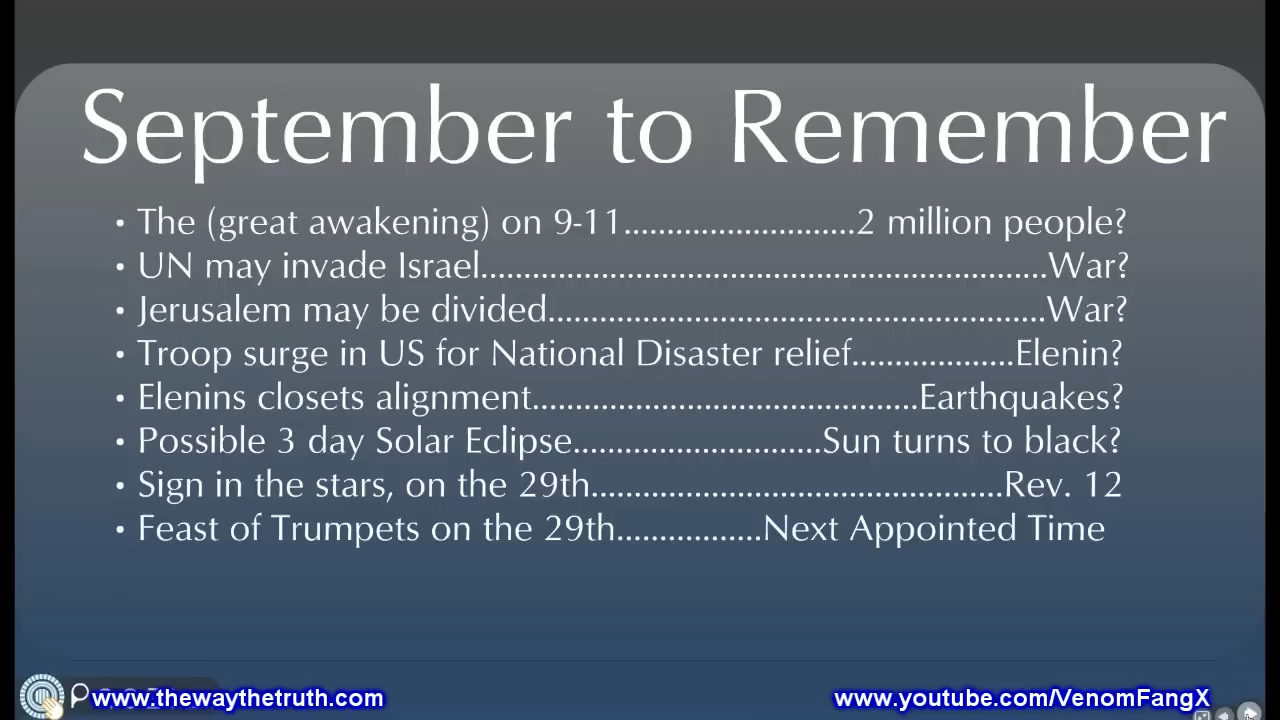 September to Remember
• The (great awakening) on 9-11...........................2 million people?
• UN may invade Israel..................................................................War?
• Jerusalem may be divided..........................................................War?
• Troop surge in US for National Disaster relief..................Elenin?
• Elenins closets alignment.............................................Earthquakes?
• Possible 3 day Solar Eclipse.............................Sun turns to black?
• Sign in the stars, on the 29th................................................Rev. 12
• Feast of Trumpets on the 29th.................Next Appointed Time
www.thewaythetruth.com
www.youtube.com/VenomFangX